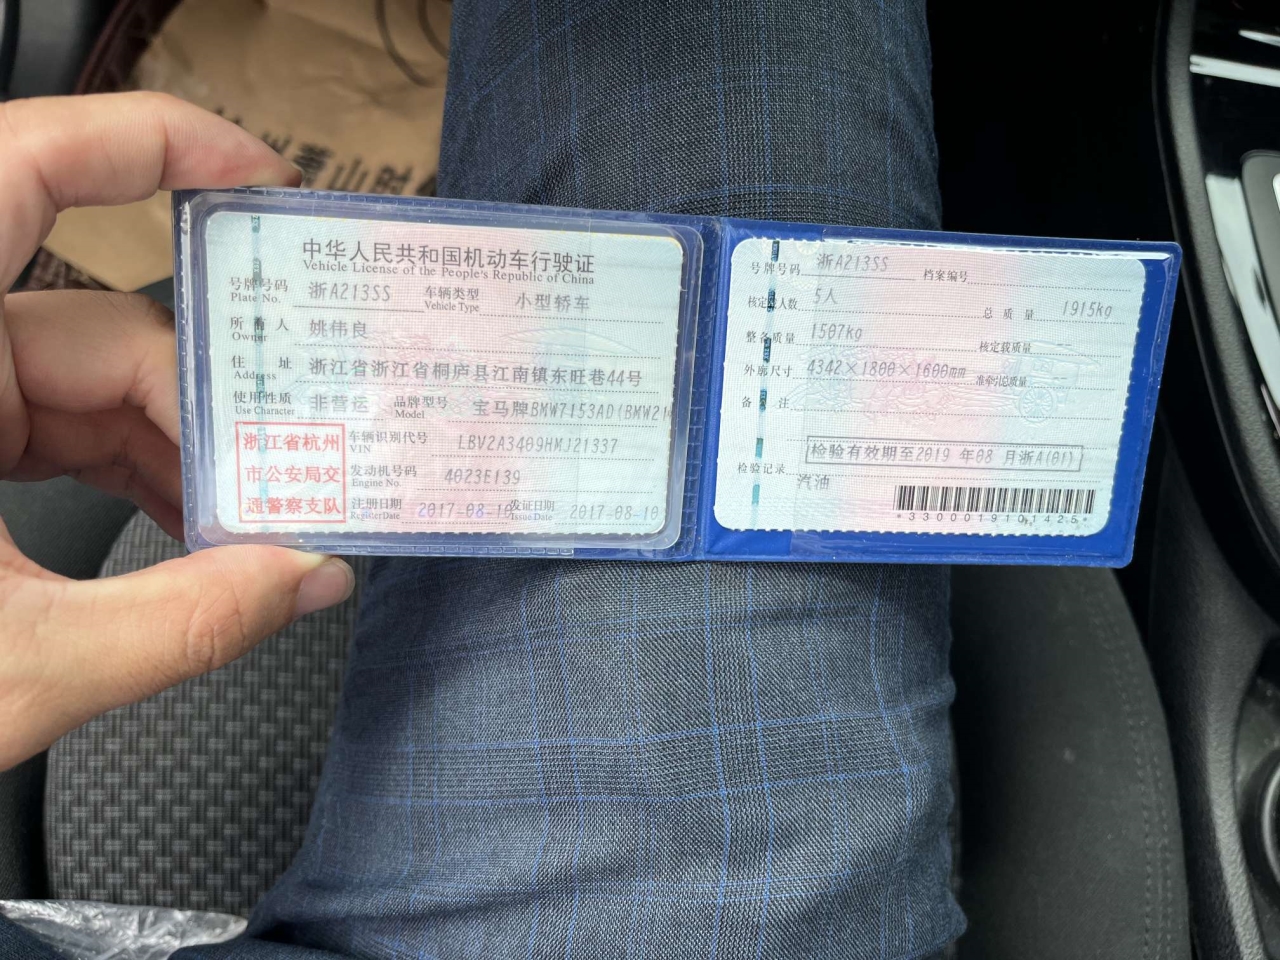 萧山时
中华人民共和国机动车行驶证
Vehicle License of the People's Republic of China
号牌号码 浙A213SS 车辆类型 小型轿车
Plate No. Vehicle Type
所有人 姚伟良
Owner
住址 浙江省浙江省桐庐县江南镇东旺巷44号
Address
使用性质 非营运 品牌型号 宝马牌BMW7153AD(BMW21
Use Character Model
浙江省杭州
市公安局交
通警察支队
车辆识别代号 LBV2A3409HMJ21337
VIN
发动机号码 4023E139
Engine No.
注册日期 2017-08-10 发证日期 2017-08-10
Register Date Issue Date
号牌号码 浙A213SS 档案编号
核定载人数 5人 总质量 1915kg
整备质量 1507kg 核定载质量 --
外廓尺寸 4342×1800×1600mm 准牵引总质量 --
备注
检验有效期至2019年08月浙A(01)
检验记录
汽油
*3300019101425*